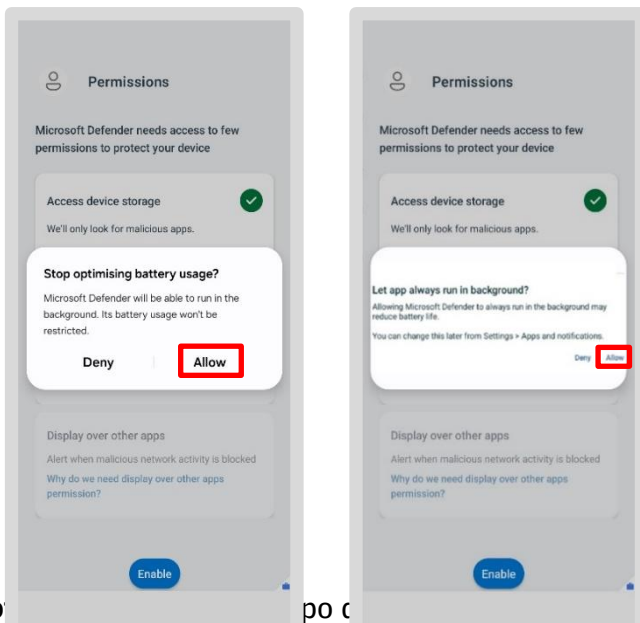 Permissions
Microsoft Defender needs access to few
permissions to protect your device
Access device storage
We'll only look for malicious apps.
Stop optimising battery usage?
Microsoft Defender will be able to run in the
background. Its battery usage won't be
restricted.
Deny
Allow
Display over other apps
Alert when malicious network activity is blocked
Why do we need display over other apps
permission?
Enable
Permissions
Microsoft Defender needs access to few
permissions to protect your device
Access device storage
We'll only look for malicious apps.
Let app always run in background?
Allowing Microsoft Defender to always run in the background may
reduce battery life.
You can change this later from Settings > Apps and notifications.
Deny Allow
Display over other apps
Alert when malicious network activity is blocked
Why do we need display over other apps
permission?
Enable
po